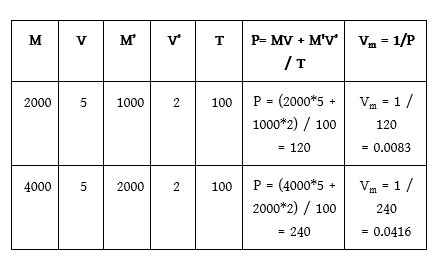 M V M' V' T P= MV + M'V' / T Vₘ = 1/P
2000 5 1000 2 100 P = (2000*5 + 1000*2) / 100 = 120 Vₘ = 1 / 120 = 0.0083
4000 5 2000 2 100 P = (4000*5 + 2000*2) / 100 = 240 Vₘ = 1 / 240 = 0.0416